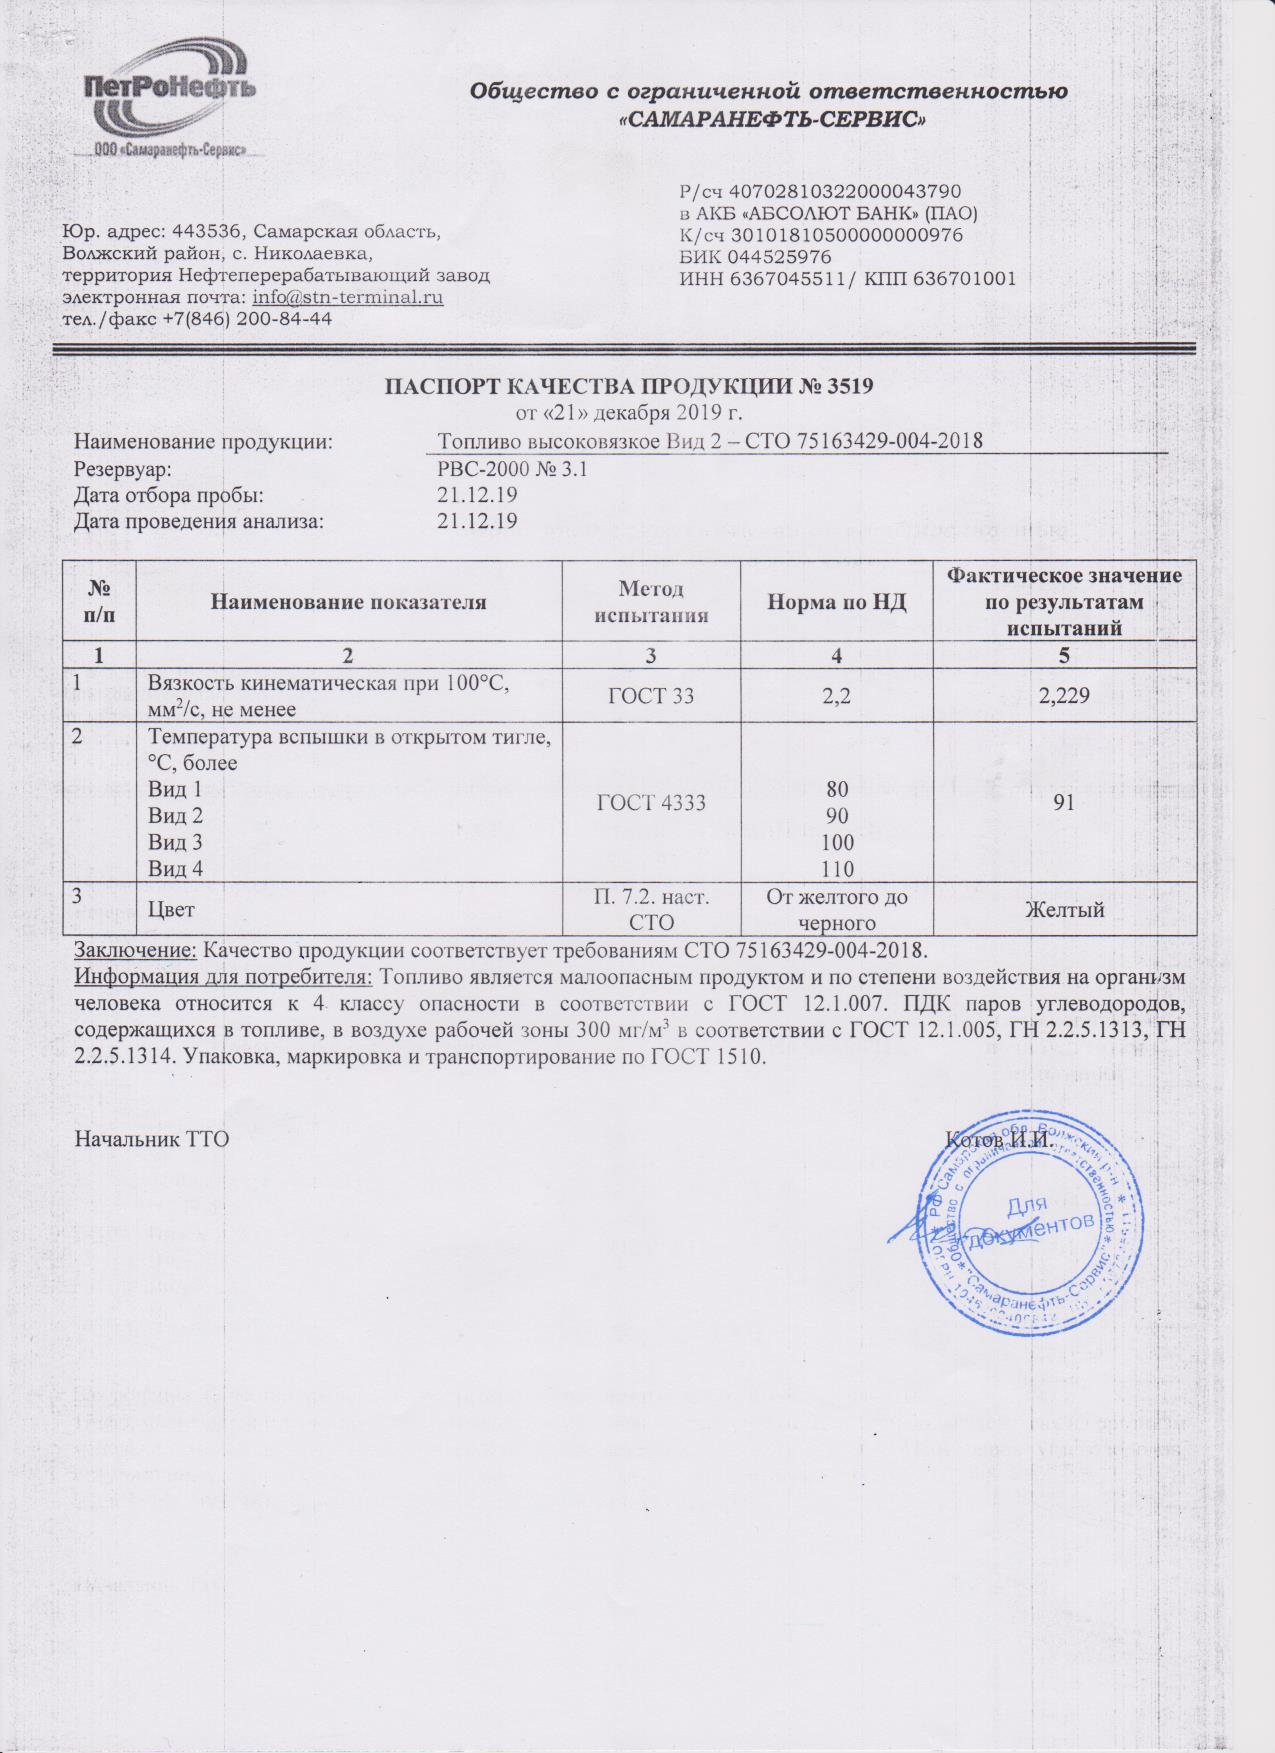 ПетРоНефть
ООО «Самаранефть-Сервис»
Общество с ограниченной ответственностью
«САМАРАНЕФТЬ-СЕРВИС»
Р/сч 40702810322000043790
в АКБ «АБСОЛЮТ БАНК» (ПАО)
К/сч 30101810500000000976
БИК 044525976
ИНН 6367045511/ КПП 636701001
Юр. адрес: 443536, Самарская область,
Волжский район, с. Николаевка,
территория Нефтеперерабатывающий завод
электронная почта: info@stn-terminal.ru
тел./факс +7(846) 200-84-44
ПАСПОРТ КАЧЕСТВА ПРОДУКЦИИ № 3519
от «21» декабря 2019 г.
Наименование продукции: Топливо высоковязкое Вид 2 – СТО 75163429-004-2018
Резервуар: РВС-2000 № 3.1
Дата отбора пробы: 21.12.19
Дата проведения анализа: 21.12.19
№ п/п Наименование показателя Метод испытания Норма по НД Фактическое значение по результатам испытаний
1 2 3 4 5
1 Вязкость кинематическая при 100°С, мм²/с, не менее ГОСТ 33 2,2 2,229
2 Температура вспышки в открытом тигле, °С, более ГОСТ 4333 91
Вид 1 80
Вид 2 90
Вид 3 100
Вид 4 110
3 Цвет П. 7.2. наст. СТО От желтого до черного Желтый
Заключение: Качество продукции соответствует требованиям СТО 75163429-004-2018.
Информация для потребителя: Топливо является малоопасным продуктом и по степени воздействия на организм
человека относится к 4 классу опасности в соответствии с ГОСТ 12.1.007. ПДК паров углеводородов,
содержащихся в топливе, в воздухе рабочей зоны 300 мг/м³ в соответствии с ГОСТ 12.1.005, ГН 2.2.5.1313, ГН
2.2.5.1314. Упаковка, маркировка и транспортирование по ГОСТ 1510.
Начальник ТТО Котов И.И.
РФ Самарская обл. Волжский р-н
Общество с ограниченной ответственностью
"Самаранефть-Сервис"
Для
документов